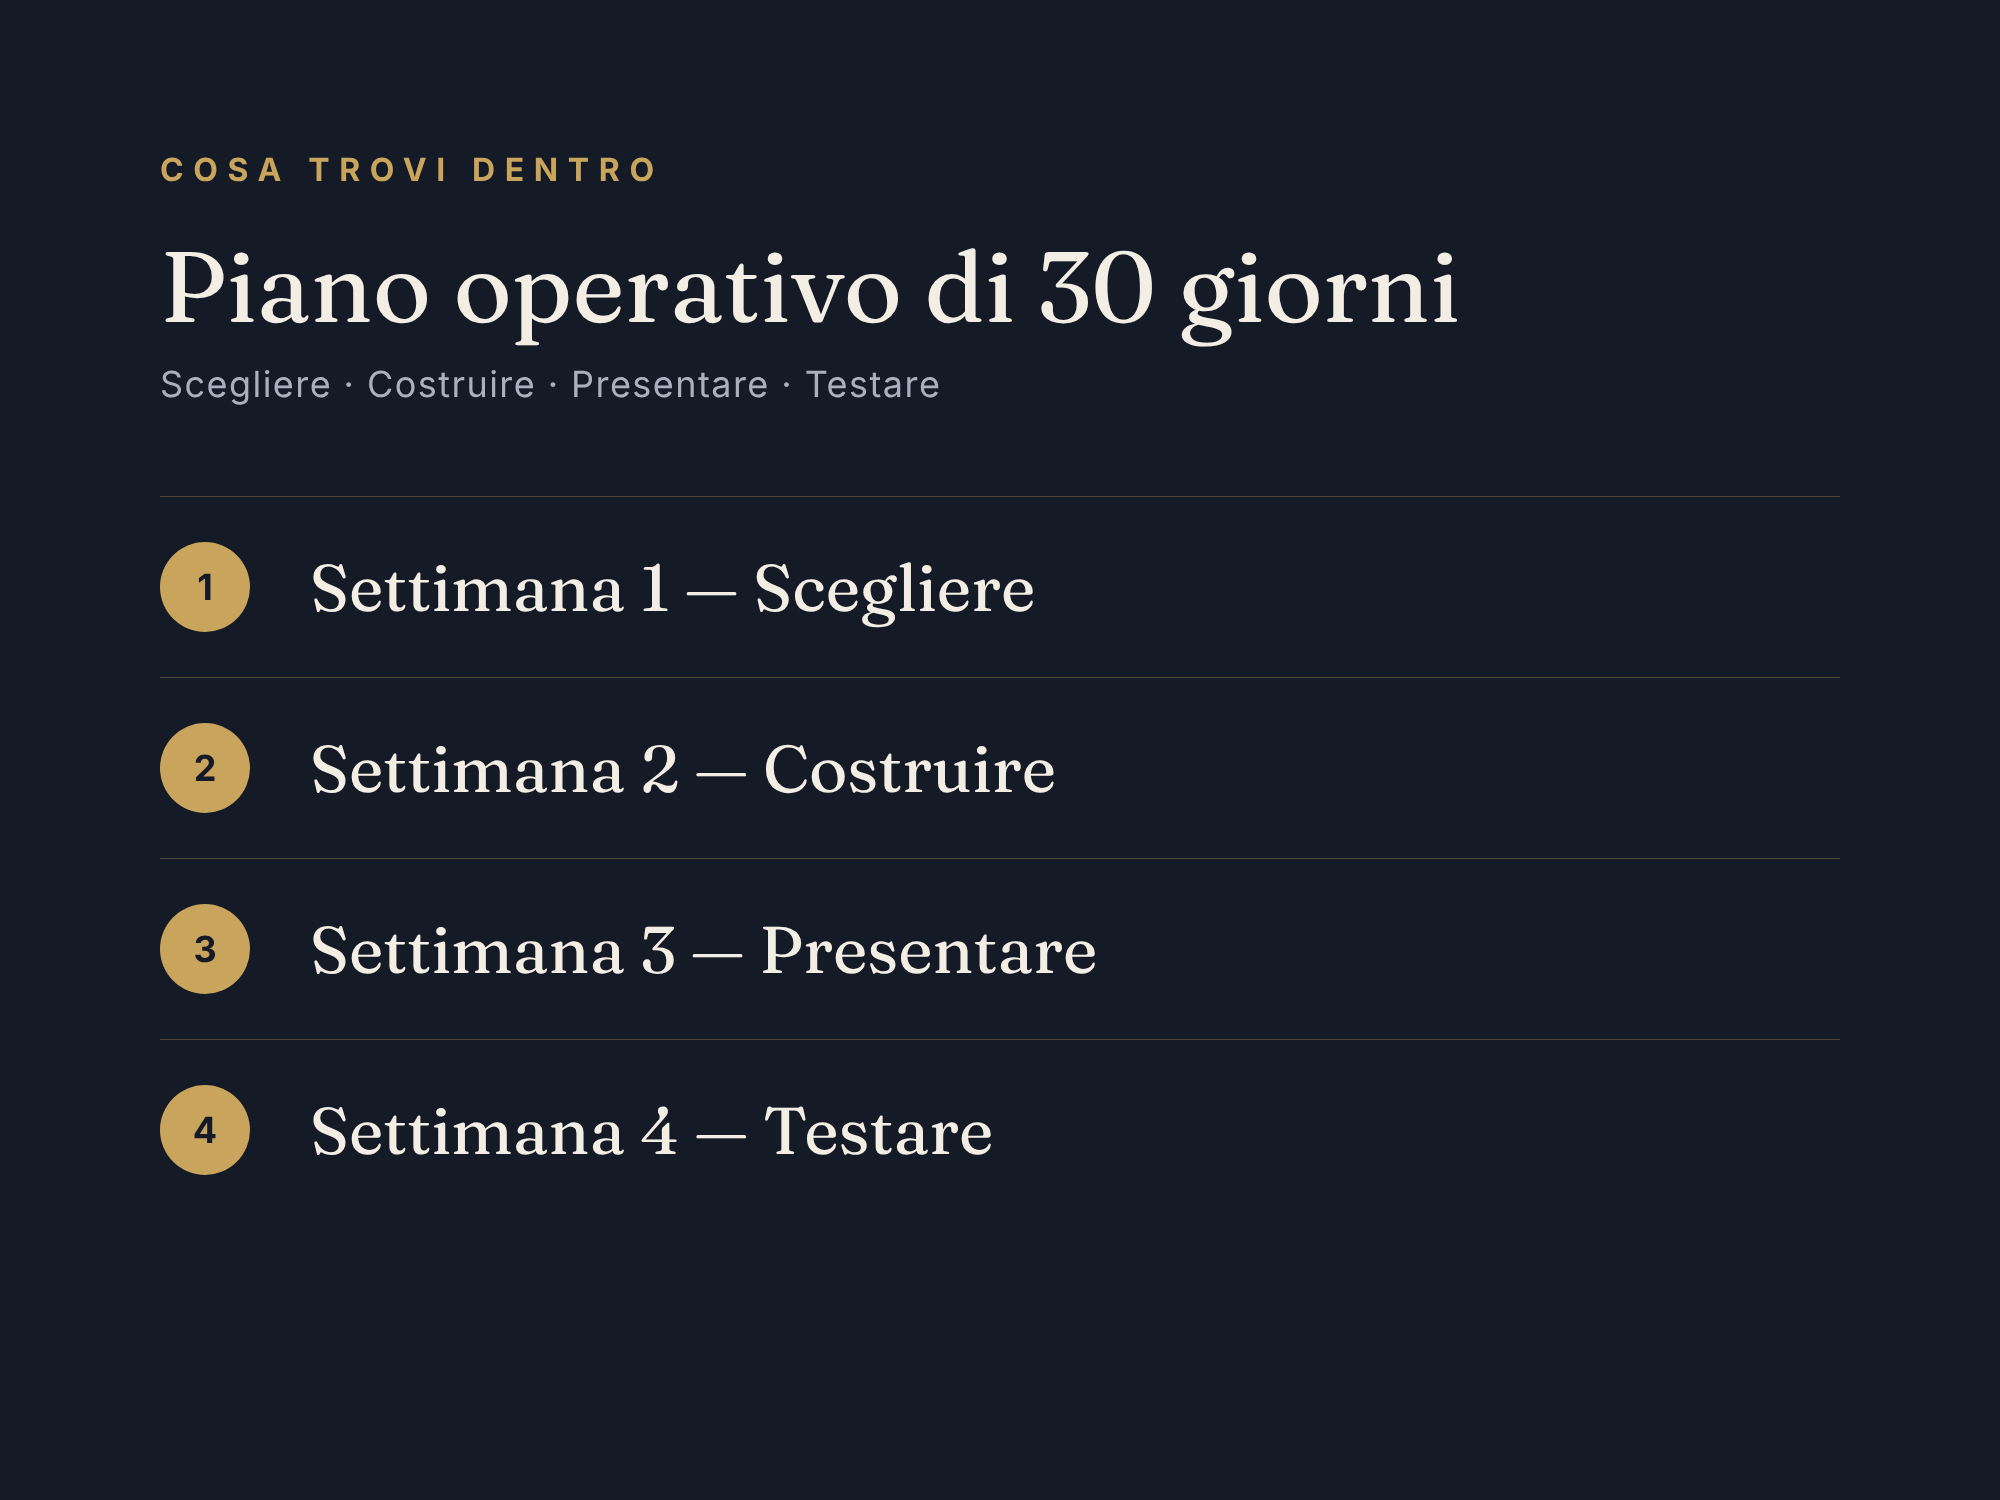 COSA TROVI DENTRO
Piano operativo di 30 giorni
Scegliere · Costruire · Presentare · Testare
1 Settimana 1 — Scegliere
2 Settimana 2 — Costruire
3 Settimana 3 — Presentare
4 Settimana 4 — Testare